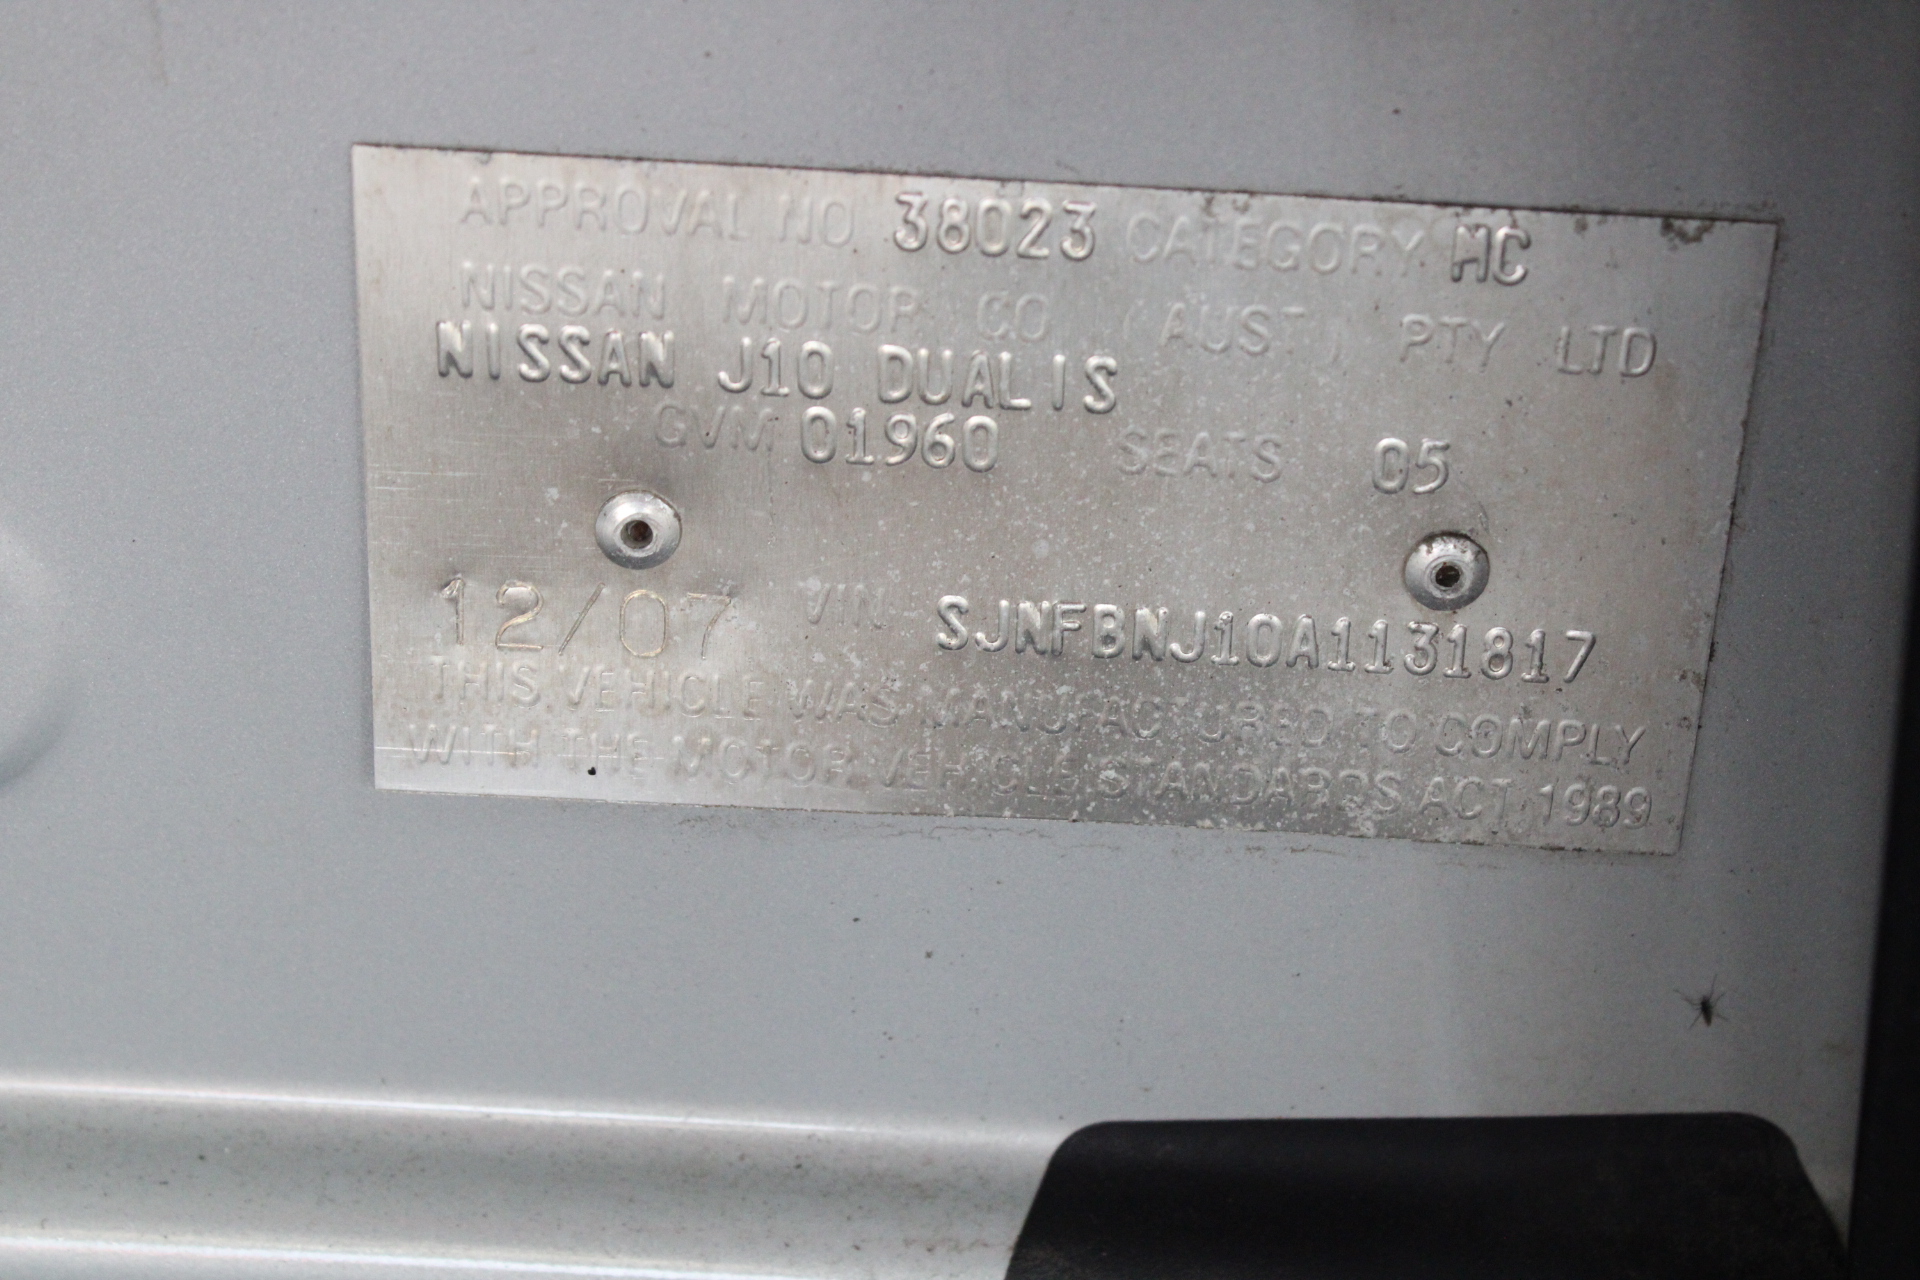 APPROVAL NO 38023 CATEGORY MC
NISSAN MOTOR CO (AUST) PTY LTD
NISSAN J10 DUALIS
GVM 01960 SEATS 05
12/07 VIN- SJNFBNJ10A1131817
THIS VEHICLE WAS MANUFACTURED TO COMPLY
WITH THE MOTOR VEHICLE STANDARDS ACT 1989